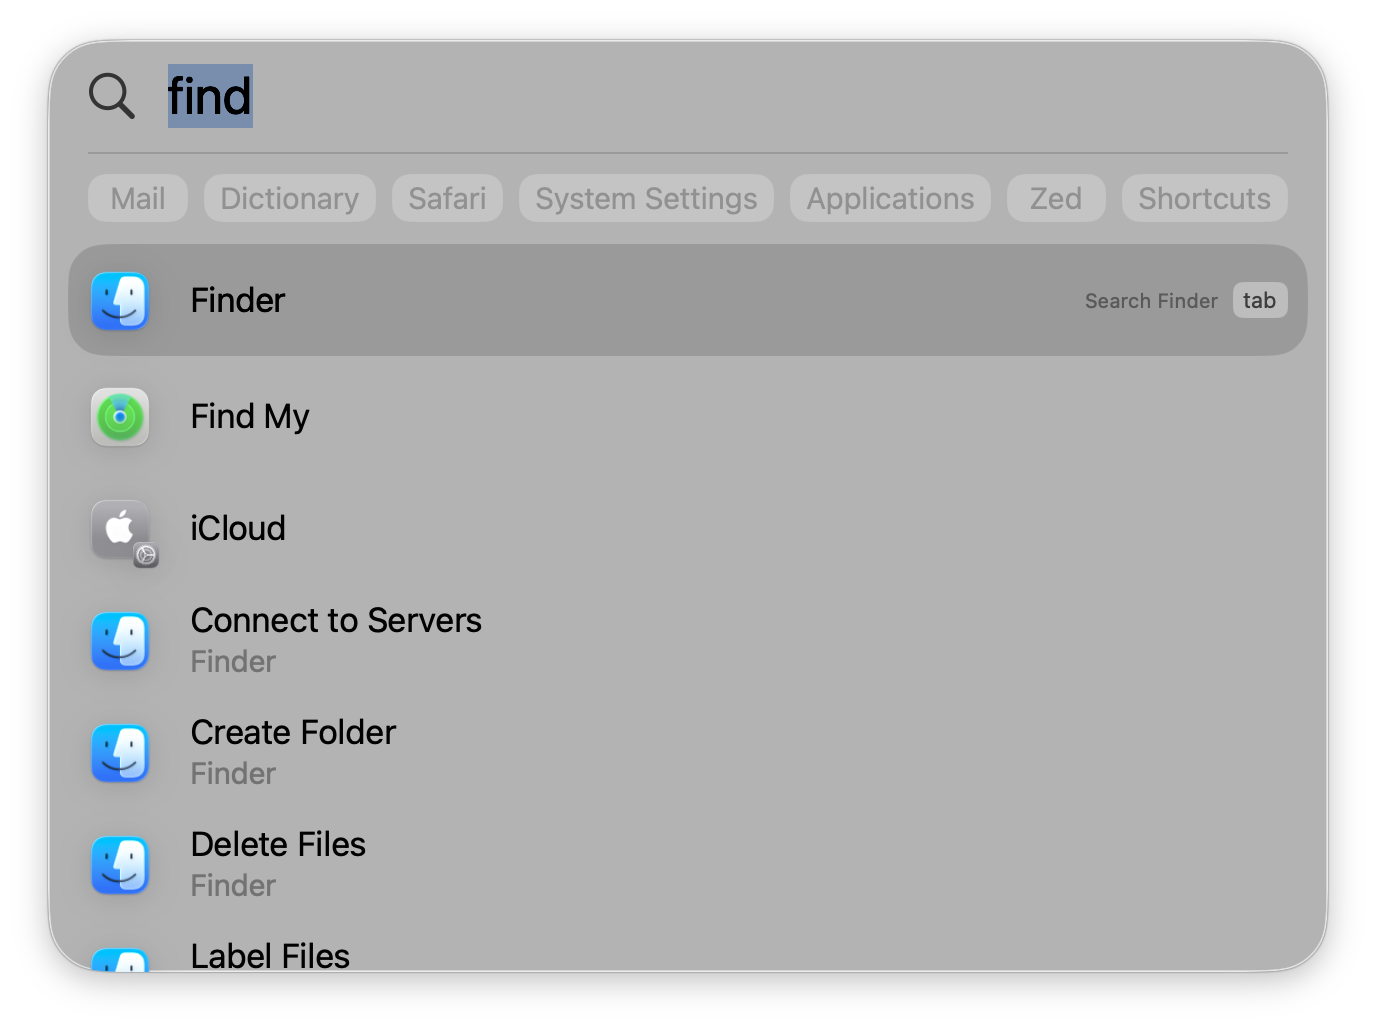 find
Mail Dictionary Safari System Settings Applications Zed Shortcuts
Finder Search Finder tab
Find My
iCloud
Connect to Servers
Finder
Create Folder
Finder
Delete Files
Finder
Label Files